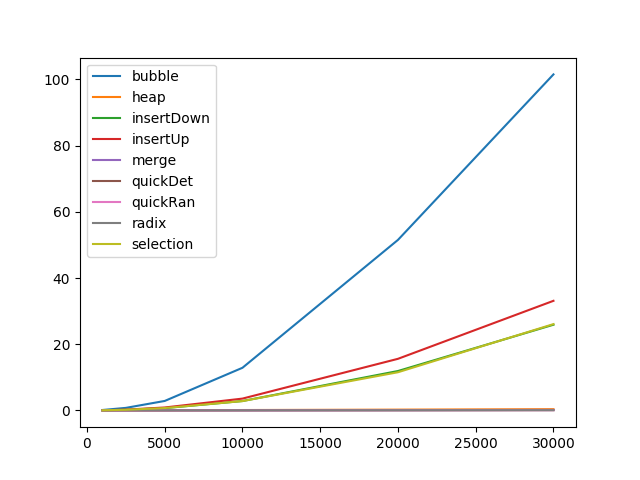 bubble
heap
insertDown
insertUp
merge
quickDet
quickRan
radix
selection
100
80
60
40
20
0
0 5000 10000 15000 20000 25000 30000